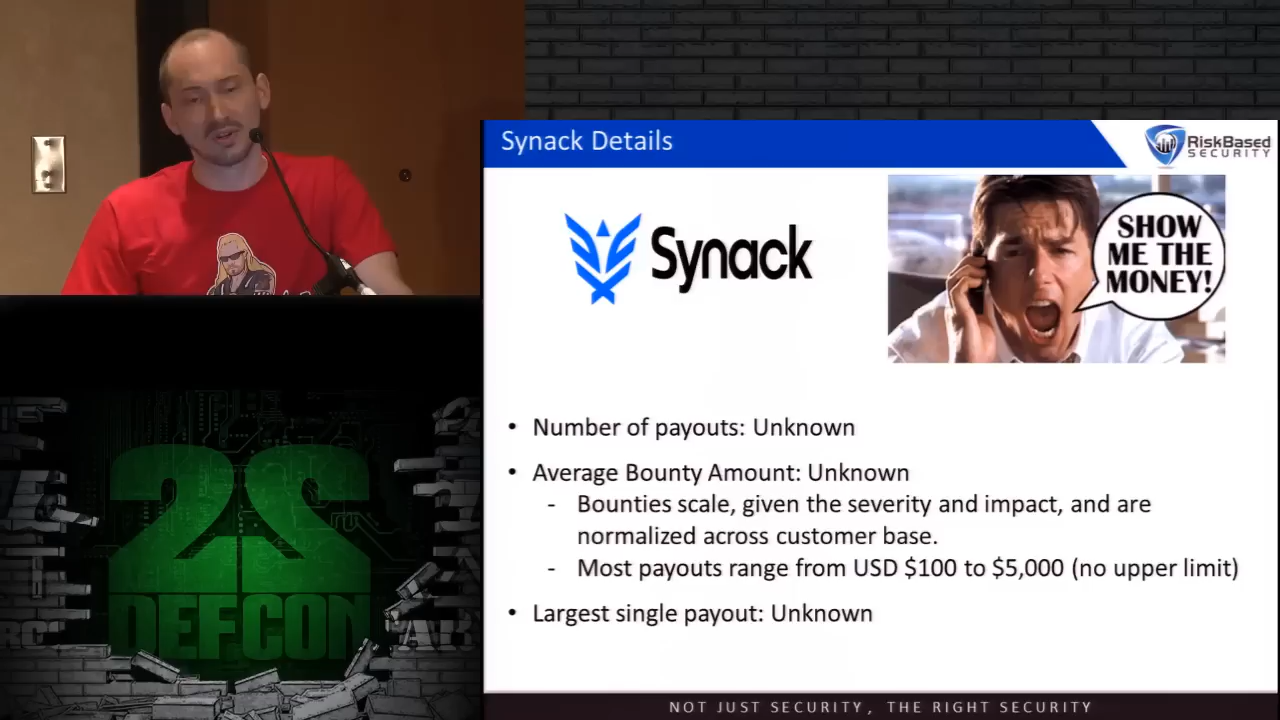 Synack Details
RiskBased
SECURITY
Synack
SHOW
ME THE
MONEY!
• Number of payouts: Unknown
• Average Bounty Amount: Unknown
- Bounties scale, given the severity and impact, and are
normalized across customer base.
- Most payouts range from USD $100 to $5,000 (no upper limit)
• Largest single payout: Unknown
22
DEFCON
NOT JUST SECURITY, THE RIGHT SECURITY